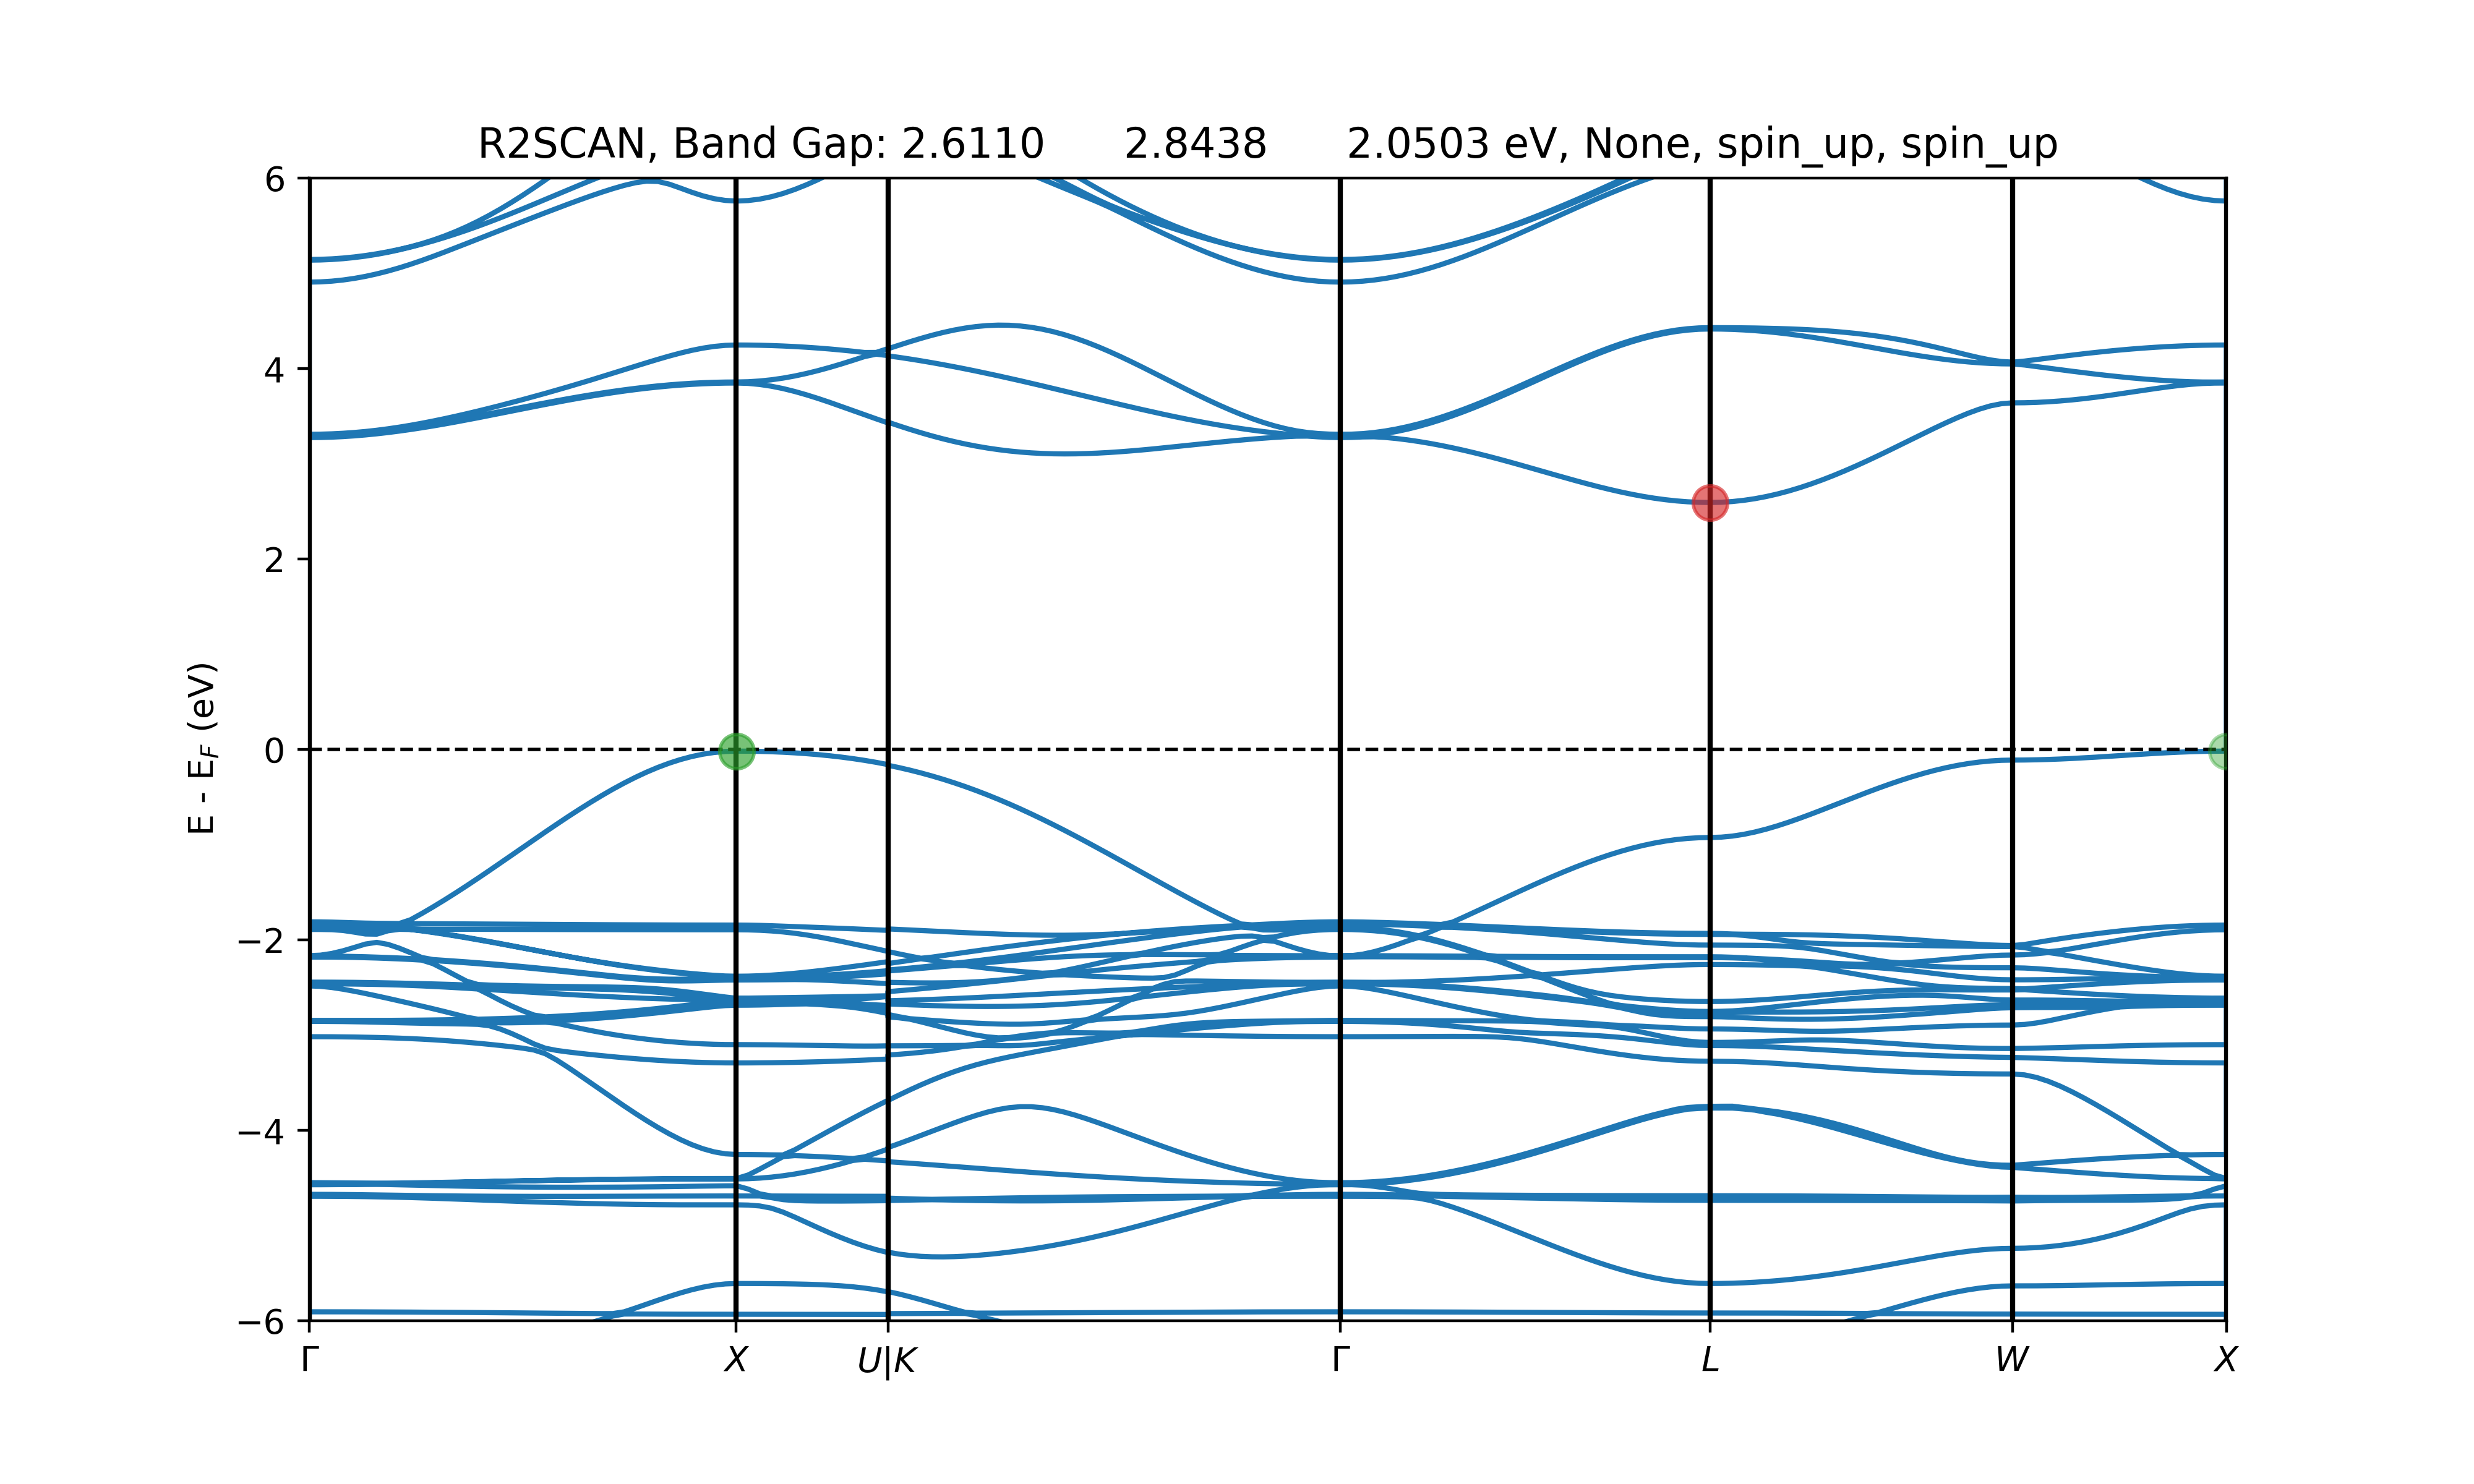 R2SCAN, Band Gap: 2.6110 2.8438 2.0503 eV, None, spin_up, spin_up
E - E_F (eV)
6
4
2
0
−2
−4
−6
Γ X U|K Γ L W X